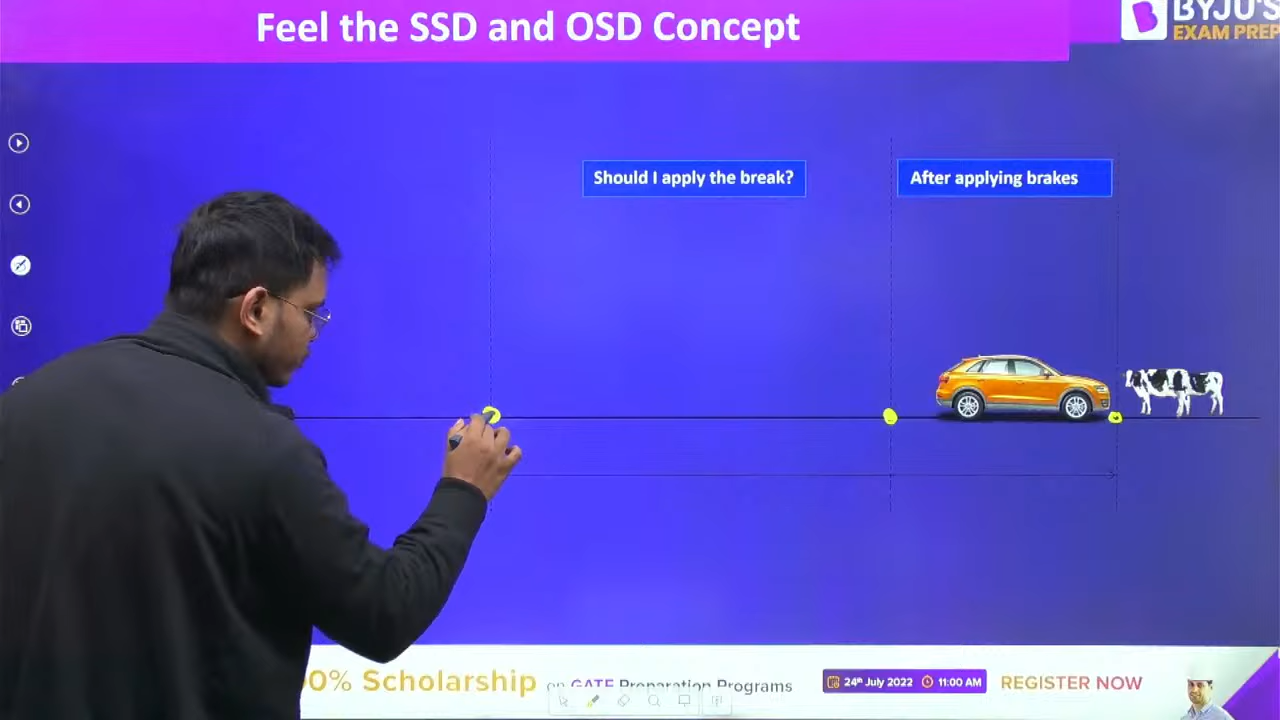 Feel the SSD and OSD Concept
BYJU'S
EXAM PREP
Should I apply the break?
After applying brakes
0% Scholarship on GATE Preparation Programs
24th July 2022
11:00 AM
REGISTER NOW